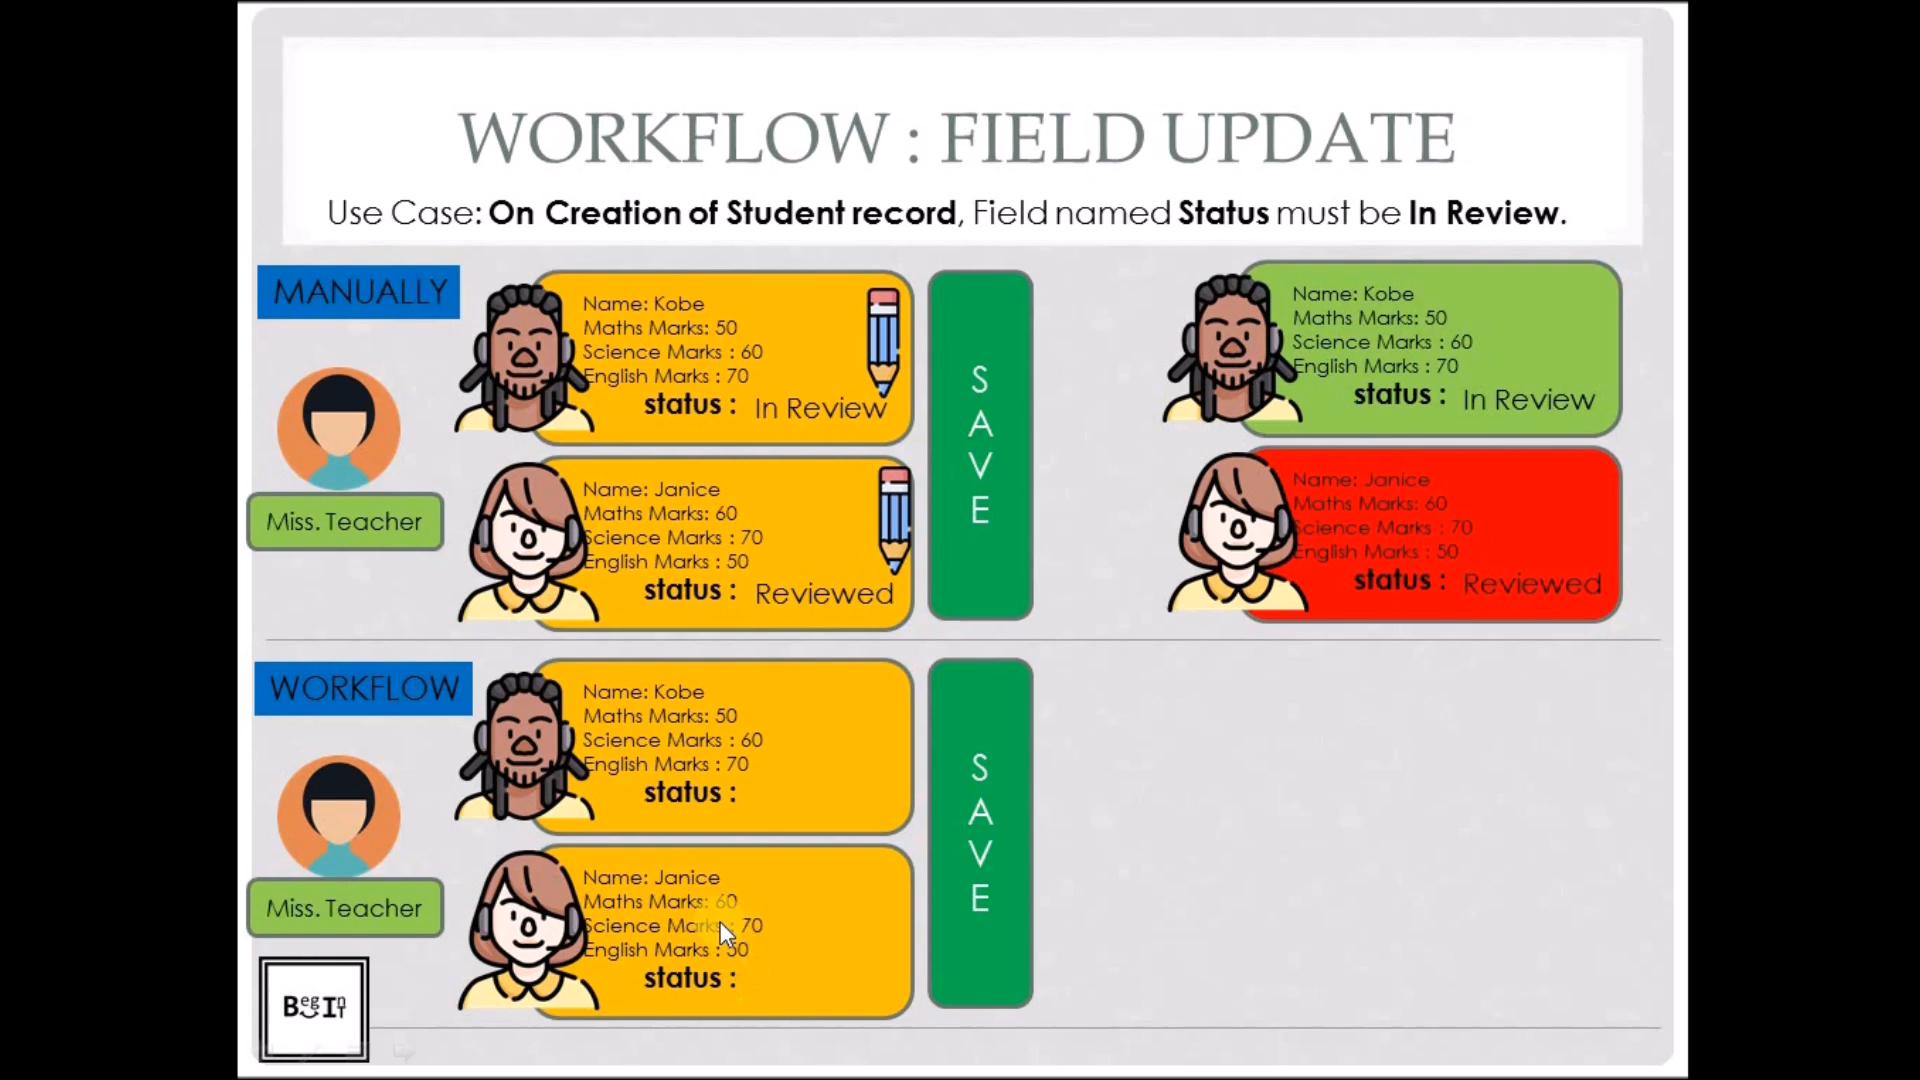 WORKFLOW : FIELD UPDATE
Use Case: On Creation of Student record, Field named Status must be In Review.
MANUALLY
Miss. Teacher
Name: Kobe
Maths Marks: 50
Science Marks : 60
English Marks : 70
status : In Review
Name: Janice
Maths Marks: 60
Science Marks : 70
English Marks : 50
status : Reviewed
S
A
V
E
Name: Kobe
Maths Marks: 50
Science Marks : 60
English Marks : 70
status : In Review
Name: Janice
Maths Marks: 60
Science Marks : 70
English Marks : 50
status : Reviewed
WORKFLOW
Miss. Teacher
Name: Kobe
Maths Marks: 50
Science Marks : 60
English Marks : 70
status :
Name: Janice
Maths Marks: 60
Science Marks : 70
English Marks : 50
status :
S
A
V
E
BegInIT